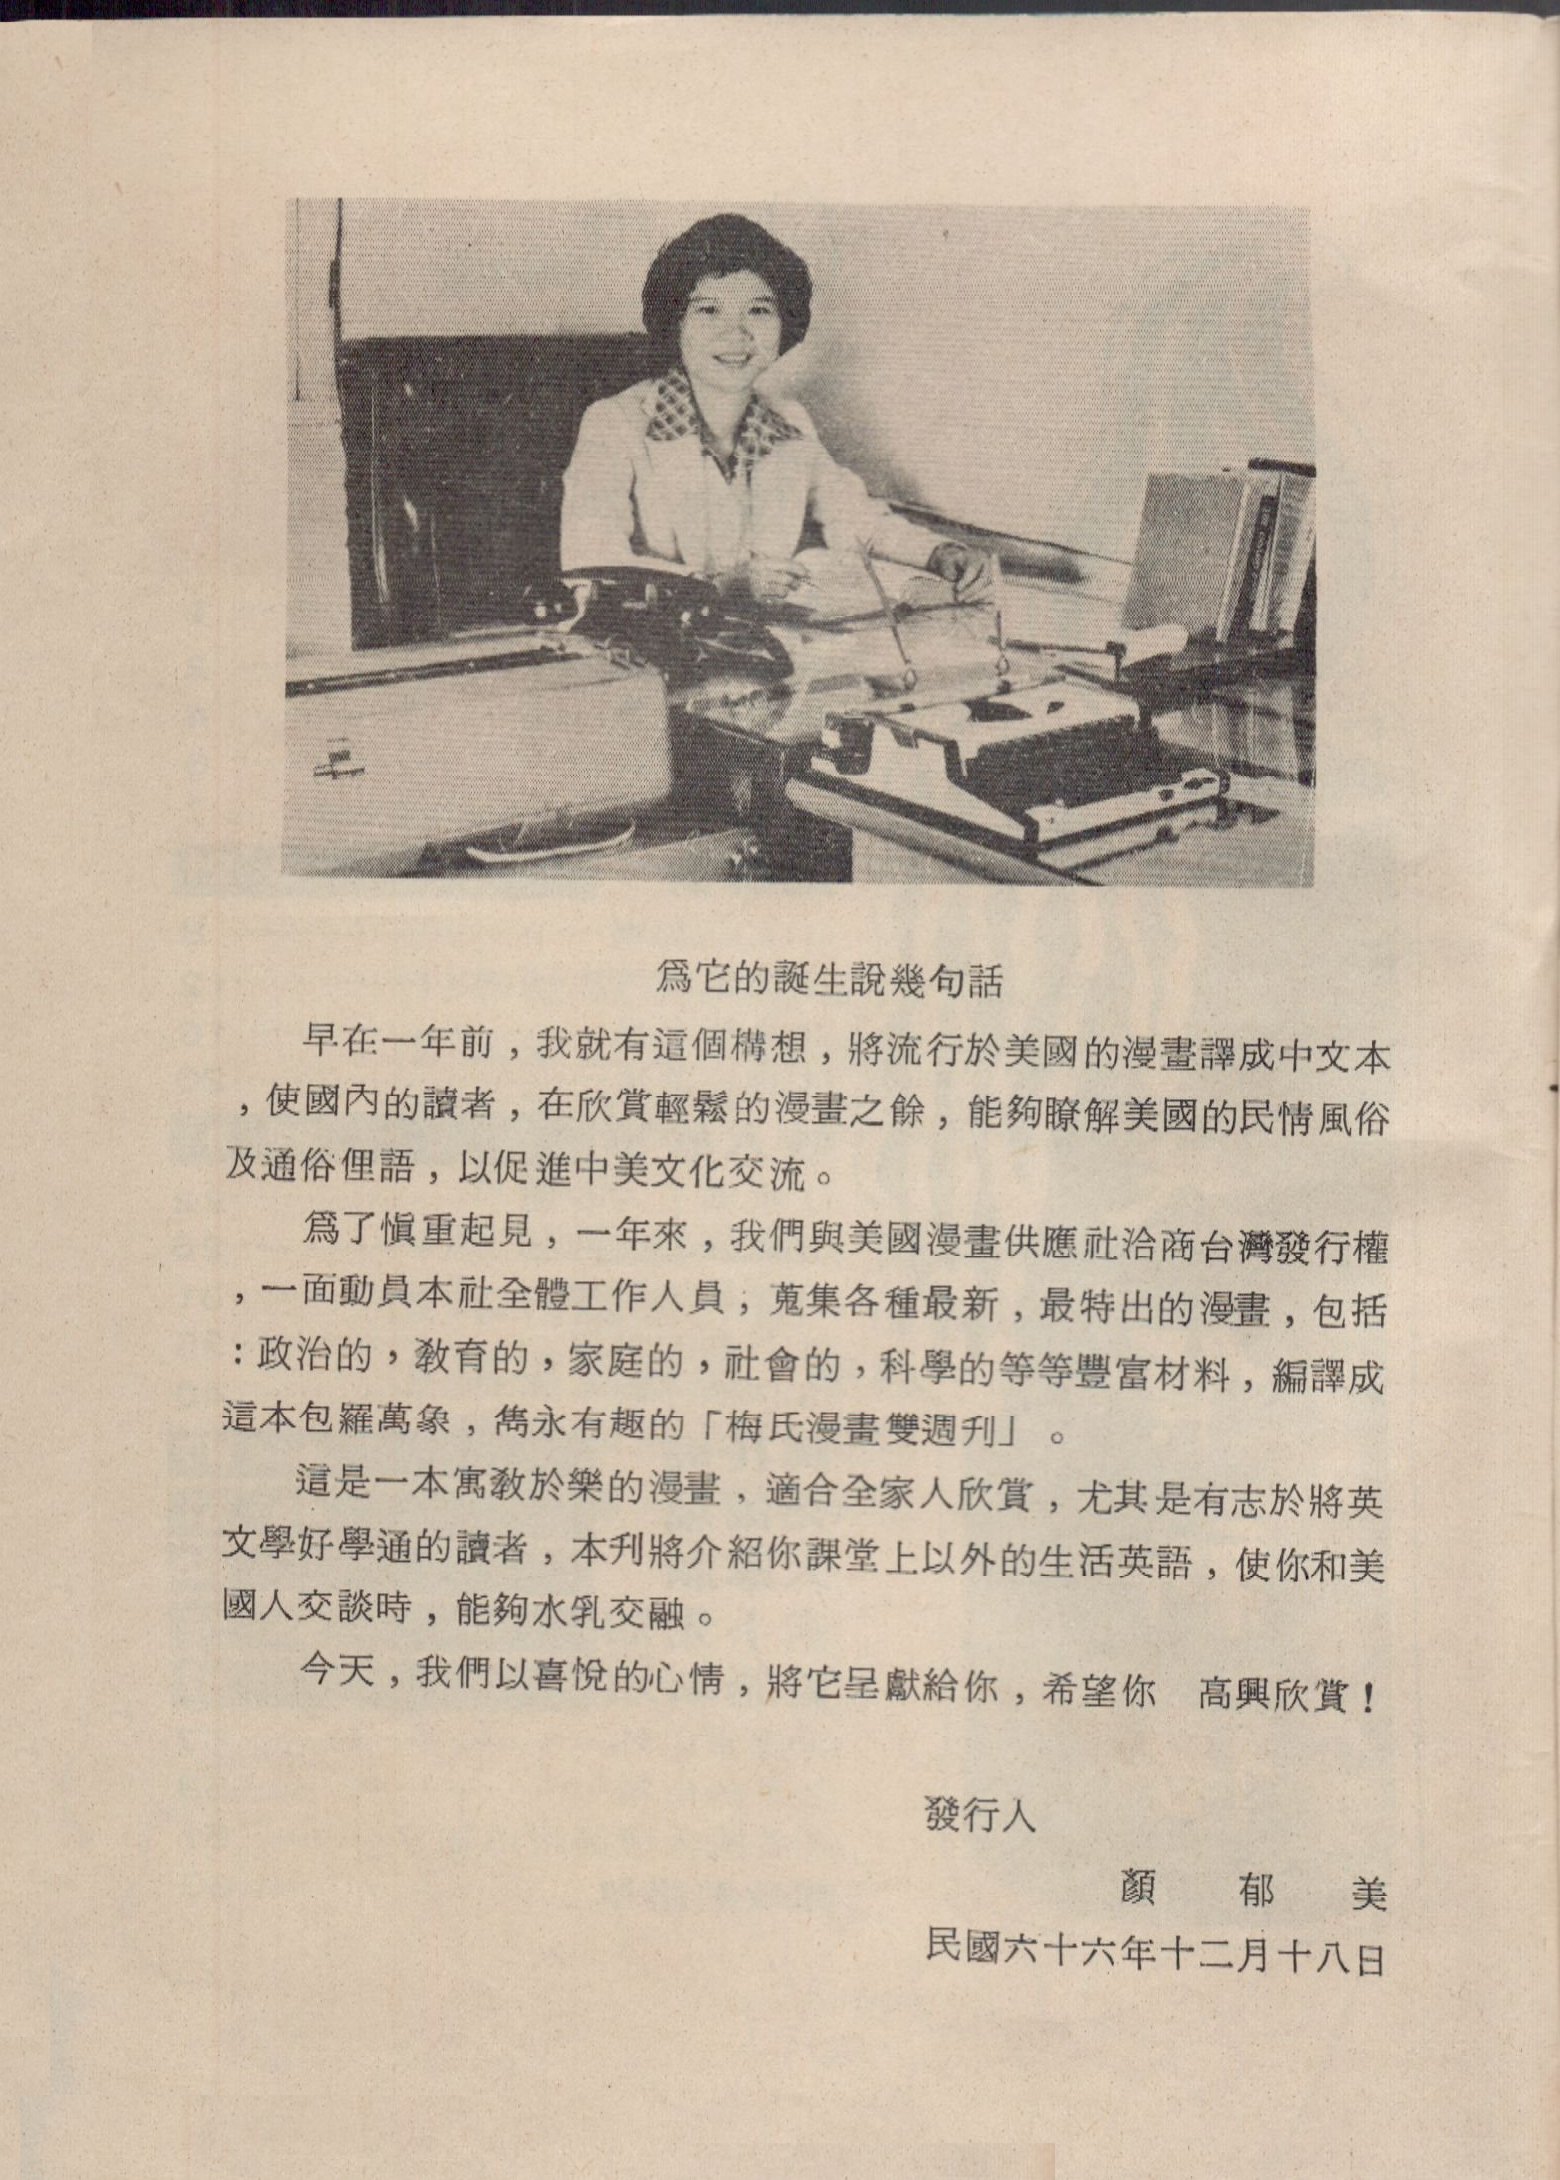 爲它的誕生說幾句話
早在一年前，我就有這個構想，將流行於美國的漫畫譯成中文本
，使國內的讀者，在欣賞輕鬆的漫畫之餘，能夠瞭解美國的民情風俗
及通俗俚語，以促進中美文化交流。
爲了愼重起見，一年來，我們與美國漫畫供應社洽商台灣發行權
，一面動員本社全體工作人員，蒐集各種最新，最特出的漫畫，包括
：政治的，敎育的，家庭的，社會的，科學的等等豐富材料，編譯成
這本包羅萬象，雋永有趣的「梅氏漫畫雙週刋」。
這是一本寓敎於樂的漫畫，適合全家人欣賞，尤其是有志於將英
文學好學通的讀者，本刋將介紹你課堂上以外的生活英語，使你和美
國人交談時，能夠水乳交融。
今天，我們以喜悅的心情，將它呈獻給你，希望你　高興欣賞！
發行人
顏　郁　美
民國六十六年十二月十八日